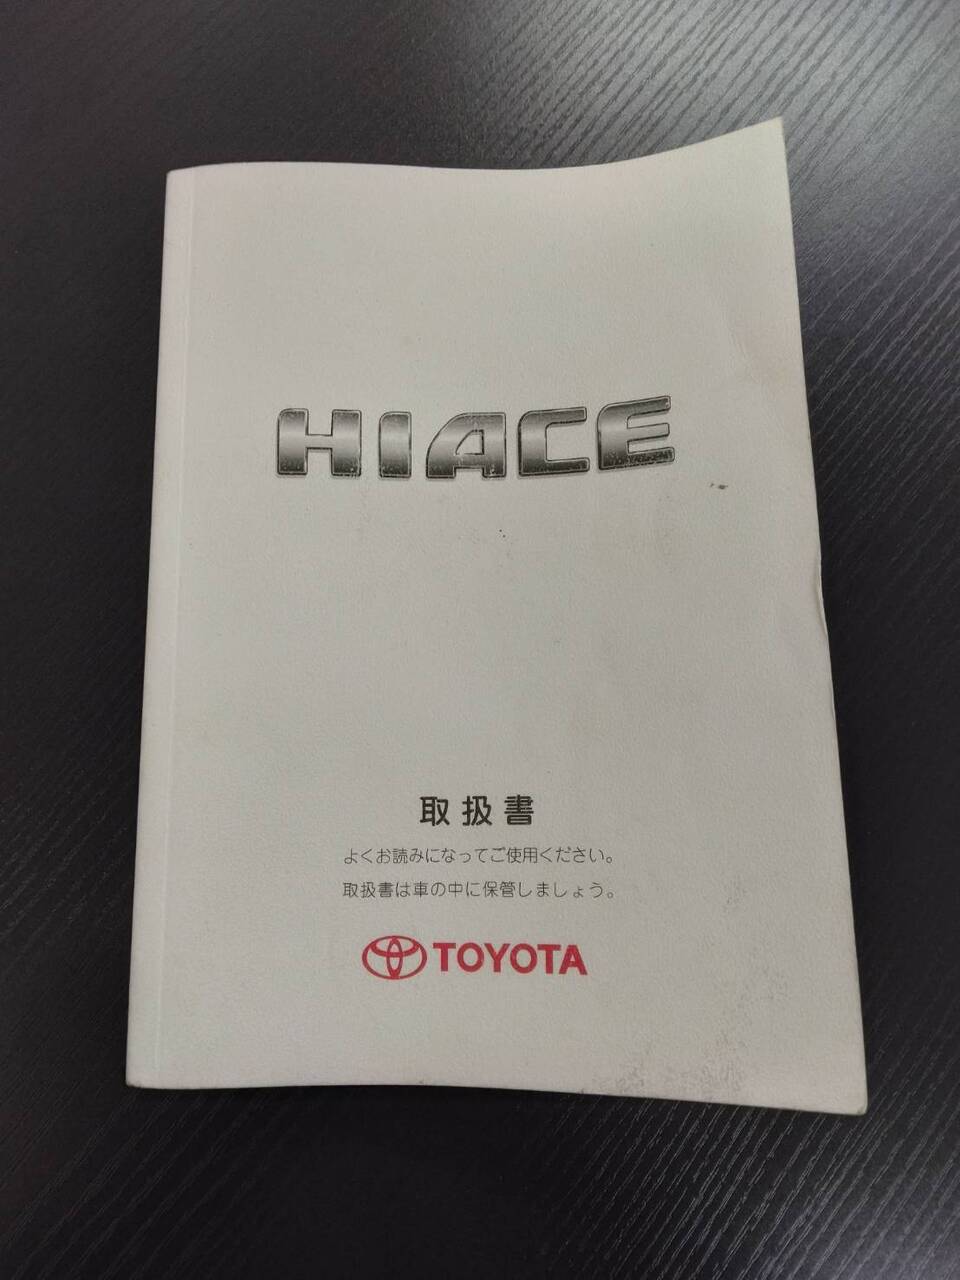 HIACE
取扱書
よくお読みになってご使用ください。
取扱書は車の中に保管しましょう。
TOYOTA